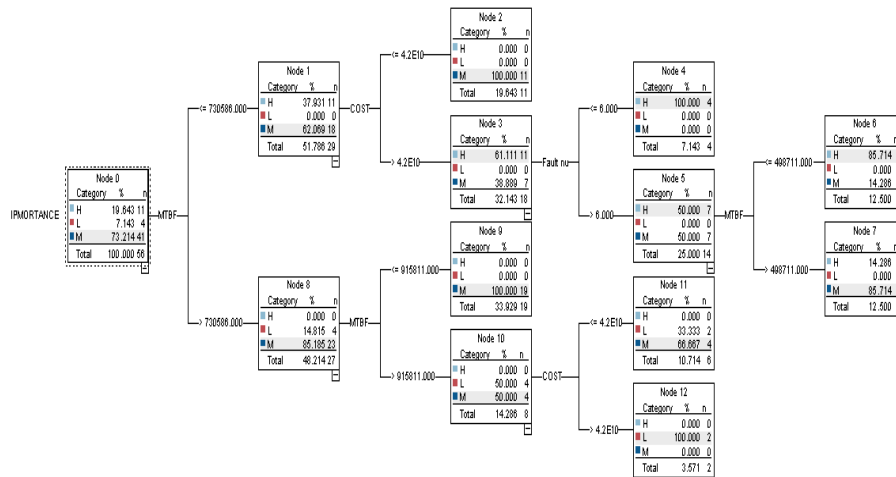 IPMORTANCE
Node 0
Category % n
H 19.643 11
L 7.143 4
M 73.214 41
Total 100.000 56
MTBF
<= 730586.000
Node 1
Category % n
H 37.931 11
L 0.000 0
M 62.069 18
Total 51.786 29
COST
<= 4.2E10
Node 2
Category % n
H 0.000 0
L 0.000 0
M 100.000 11
Total 19.643 11
> 4.2E10
Node 3
Category % n
H 61.111 11
L 0.000 0
M 38.889 7
Total 32.143 18
Fault nu
<= 6.000
Node 4
Category % n
H 100.000 4
L 0.000 0
M 0.000 0
Total 7.143 4
> 6.000
Node 5
Category % n
H 50.000 7
L 0.000 0
M 50.000 7
Total 25.000 14
MTBF
<= 498711.000
Node 6
Category %
H 85.714
L 0.000
M 14.286
Total 12.500
> 498711.000
Node 7
Category %
H 14.286
L 0.000
M 85.714
Total 12.500
> 730586.000
Node 8
Category % n
H 0.000 0
L 14.815 4
M 85.185 23
Total 48.214 27
MTBF
<= 915811.000
Node 9
Category % n
H 0.000 0
L 0.000 0
M 100.000 19
Total 33.929 19
> 915811.000
Node 10
Category % n
H 0.000 0
L 50.000 4
M 50.000 4
Total 14.286 8
COST
<= 4.2E10
Node 11
Category % n
H 0.000 0
L 33.333 2
M 66.667 4
Total 10.714 6
> 4.2E10
Node 12
Category % n
H 0.000 0
L 100.000 2
M 0.000 0
Total 3.571 2